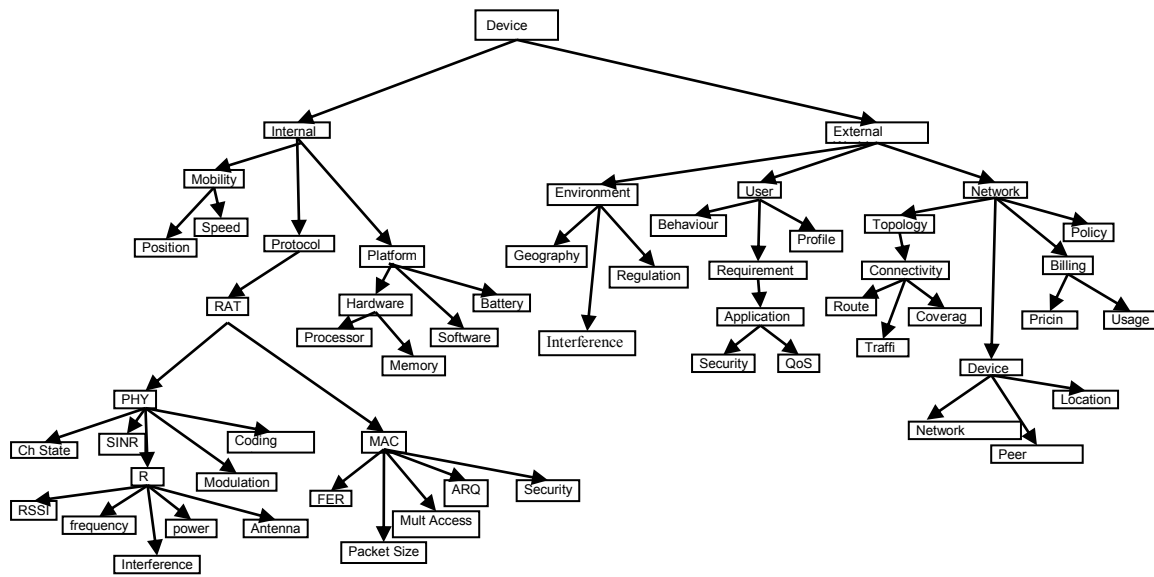 Device
Internal
External
Mobility
Environment
User
Network
Position
Speed
Protocol
Behaviour
Profile
Topology
Policy
Platform
Geography
Regulation
Requirement
Connectivity
Billing
RAT
Hardware
Battery
Route
Coverag
Pricin
Usage
Processor
Software
Interference
Application
Traffi
Memory
Security
QoS
Device
PHY
Location
Ch State
SINR
Coding
MAC
Network
Peer
R
Modulation
FER
ARQ
Security
RSSI
frequency
power
Antenna
Mult Access
Interference
Packet Size